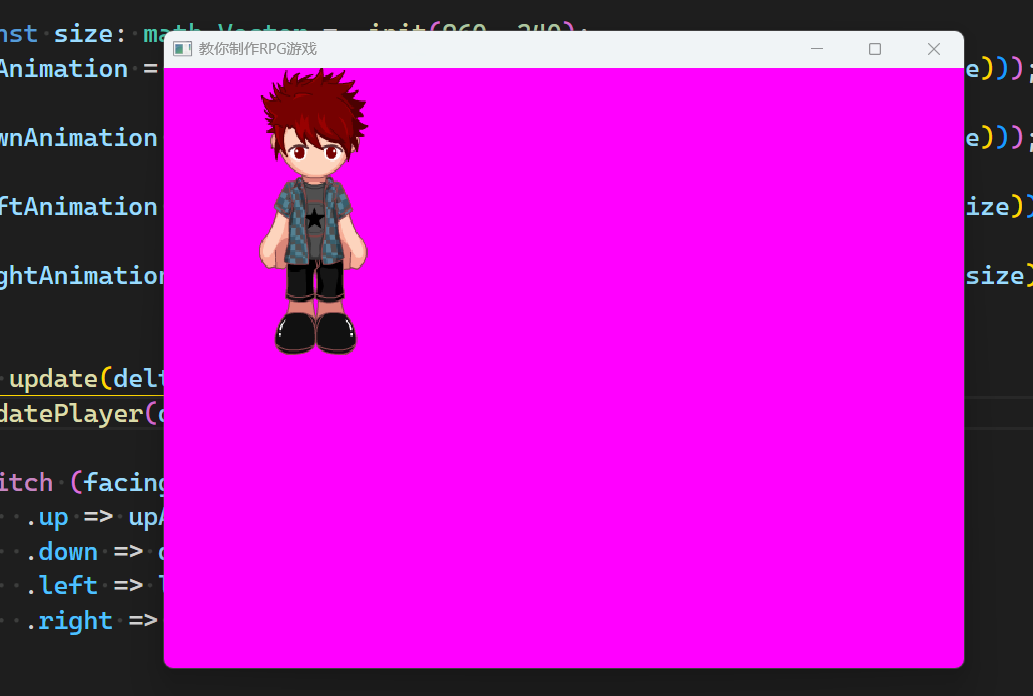 nst size: math.Vector = .init(960, 240);
教你制作RPG游戏
Animation = e)));
wnAnimation e)));
ftAnimation ize))
ghtAnimation size)
update(delt
datePlayer(
itch (facing
.up => up
.down =>
.left =>
.right =>